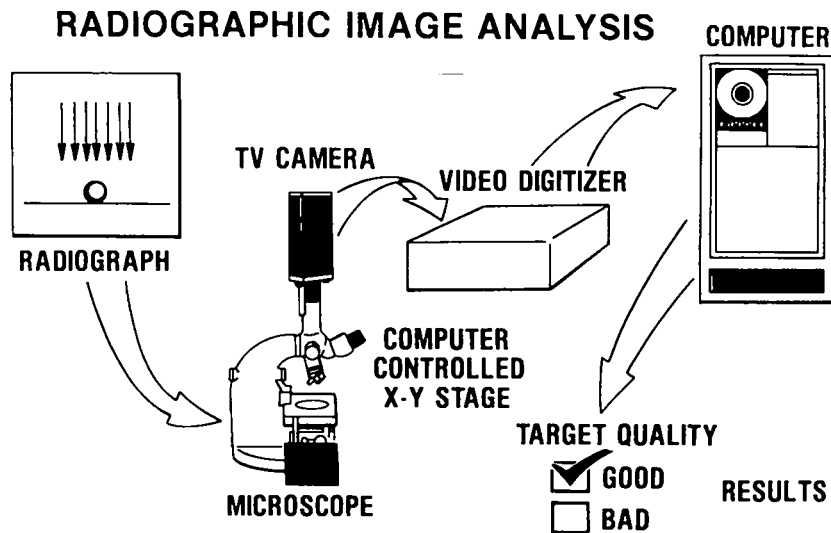 RADIOGRAPHIC IMAGE ANALYSIS
COMPUTER
TV CAMERA
VIDEO DIGITIZER
RADIOGRAPH
COMPUTER
CONTROLLED
X-Y STAGE
MICROSCOPE
TARGET QUALITY
GOOD
BAD
RESULTS